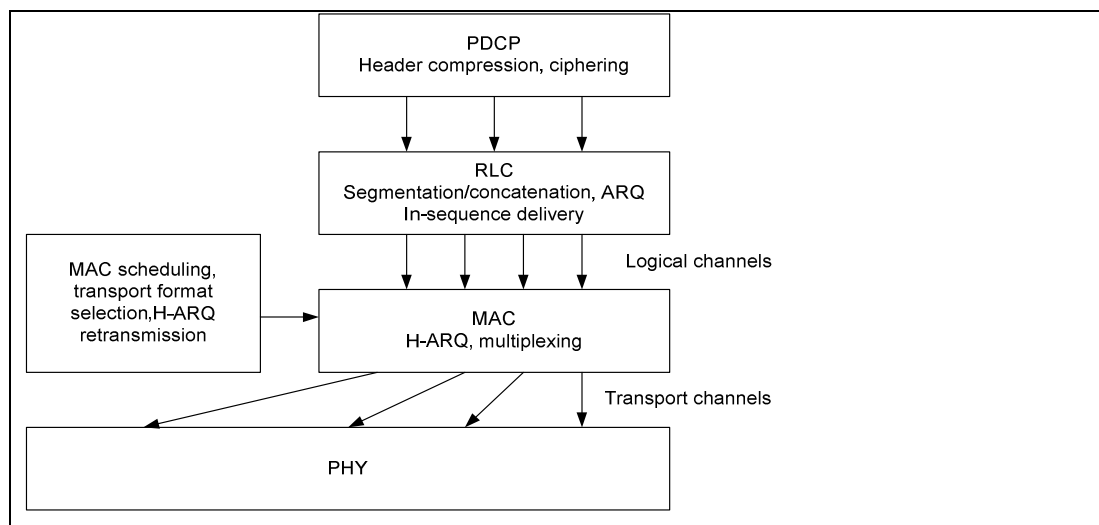 PDCP
Header compression, ciphering
RLC
Segmentation/concatenation, ARQ
In-sequence delivery
Logical channels
MAC scheduling,
transport format
selection,H-ARQ
retransmission
MAC
H-ARQ, multiplexing
Transport channels
PHY